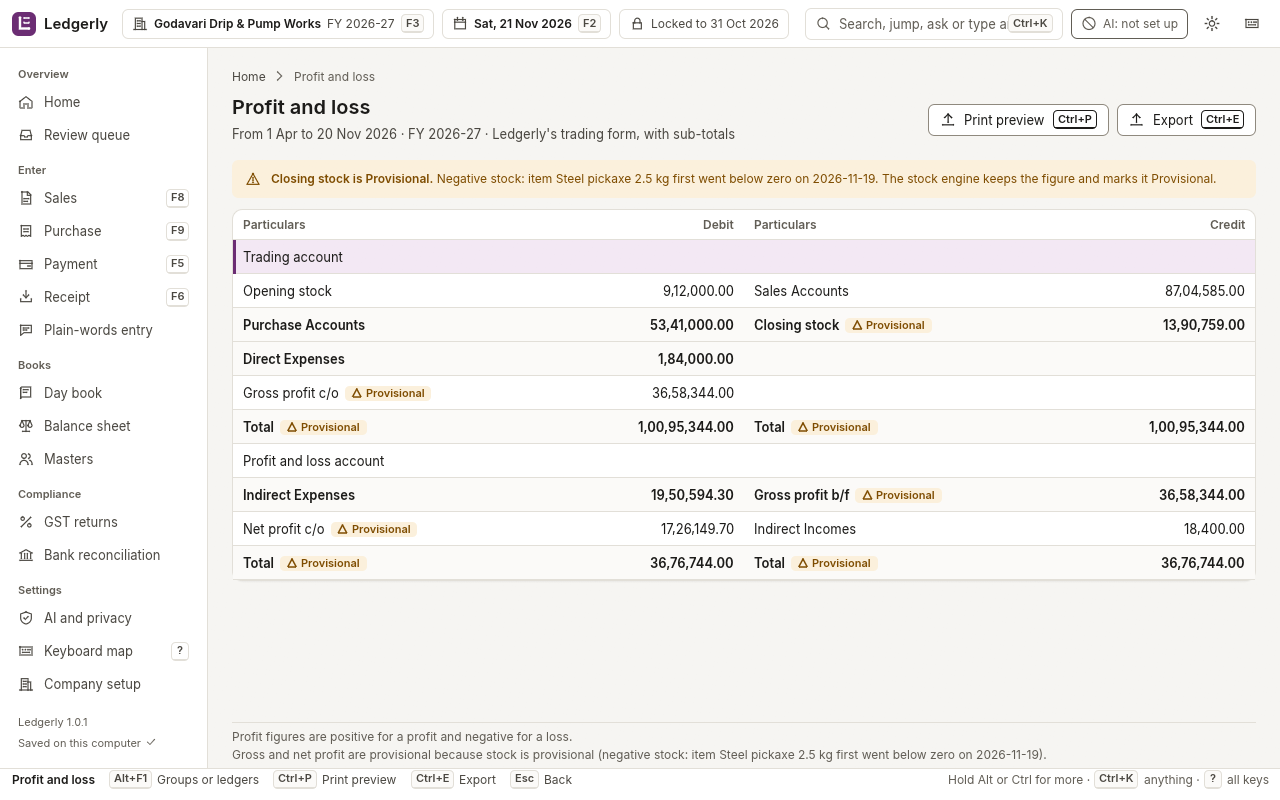 Ledgerly
Godavari Drip & Pump Works FY 2026-27 F3
Sat, 21 Nov 2026 F2
Locked to 31 Oct 2026
Search, jump, ask or type a Ctrl+K
AI: not set up
Overview
Home
Review queue
Enter
Sales F8
Purchase F9
Payment F5
Receipt F6
Plain-words entry
Books
Day book
Balance sheet
Masters
Compliance
GST returns
Bank reconciliation
Settings
AI and privacy
Keyboard map ?
Company setup
Ledgerly 1.0.1
Saved on this computer
Home Profit and loss
Profit and loss
From 1 Apr to 20 Nov 2026 · FY 2026-27 · Ledgerly's trading form, with sub-totals
Print preview Ctrl+P
Export Ctrl+E
Closing stock is Provisional. Negative stock: item Steel pickaxe 2.5 kg first went below zero on 2026-11-19. The stock engine keeps the figure and marks it Provisional.
Particulars Debit Particulars Credit
Trading account
Opening stock 9,12,000.00 Sales Accounts 87,04,585.00
Purchase Accounts 53,41,000.00 Closing stock Provisional 13,90,759.00
Direct Expenses 1,84,000.00
Gross profit c/o Provisional 36,58,344.00
Total Provisional 1,00,95,344.00 Total Provisional 1,00,95,344.00
Profit and loss account
Indirect Expenses 19,50,594.30 Gross profit b/f Provisional 36,58,344.00
Net profit c/o Provisional 17,26,149.70 Indirect Incomes 18,400.00
Total Provisional 36,76,744.00 Total Provisional 36,76,744.00
Profit figures are positive for a profit and negative for a loss.
Gross and net profit are provisional because stock is provisional (negative stock: item Steel pickaxe 2.5 kg first went below zero on 2026-11-19).
Profit and loss Alt+F1 Groups or ledgers Ctrl+P Print preview Ctrl+E Export Esc Back
Hold Alt or Ctrl for more · Ctrl+K anything · ? all keys